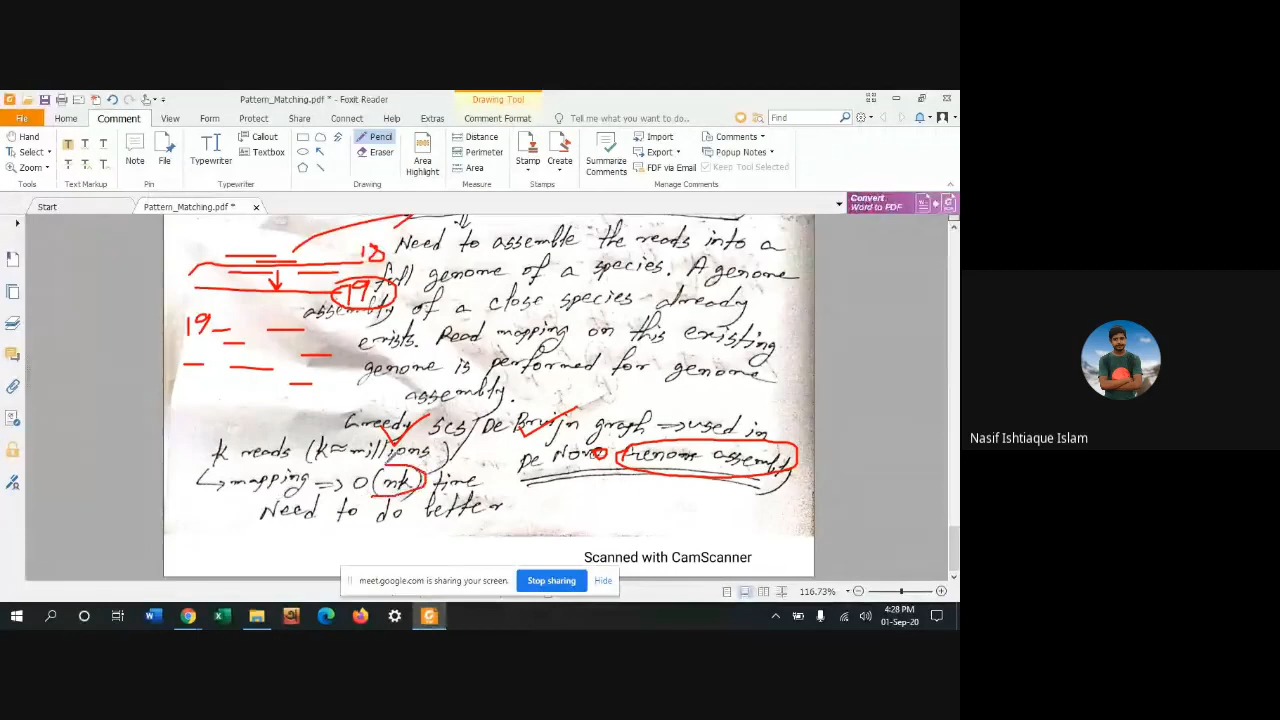 Pattern_Matching.pdf * - Foxit Reader
Drawing Tool
File Home Comment View Form Protect Share Connect Help Extras Comment Format Tell me what you want to do.. Find
Hand
Select
Zoom
Tools
Text Markup
Note
File
Pin
Typewriter
Callout
Textbox
Typewriter
Pencil
Eraser
Drawing
Area Highlight
Distance
Perimeter
Area
Measure
Stamp
Create
Stamps
Summarize Comments
Import
Export
FDF via Email
Comments
Popup Notes
Keep Tool Selected
Manage Comments
Start
Pattern_Matching.pdf *
Convert
Word to PDF
18
Need to assemble the reads into a
full genome of a species. A genome
19
assembly of a close species already
19
exists. Read mapping on this existing
genome is performed for genome
assembly.
Greedy SCS/De Bruijn graph => used in
De Novo Genome assembly
K reads (K≈millions)
mapping => O(nk) time
Need to do better
Scanned with CamScanner
meet.google.com is sharing your screen. Stop sharing Hide
116.73%
4:28 PM
01-Sep-20
Nasif Ishtiaque Islam